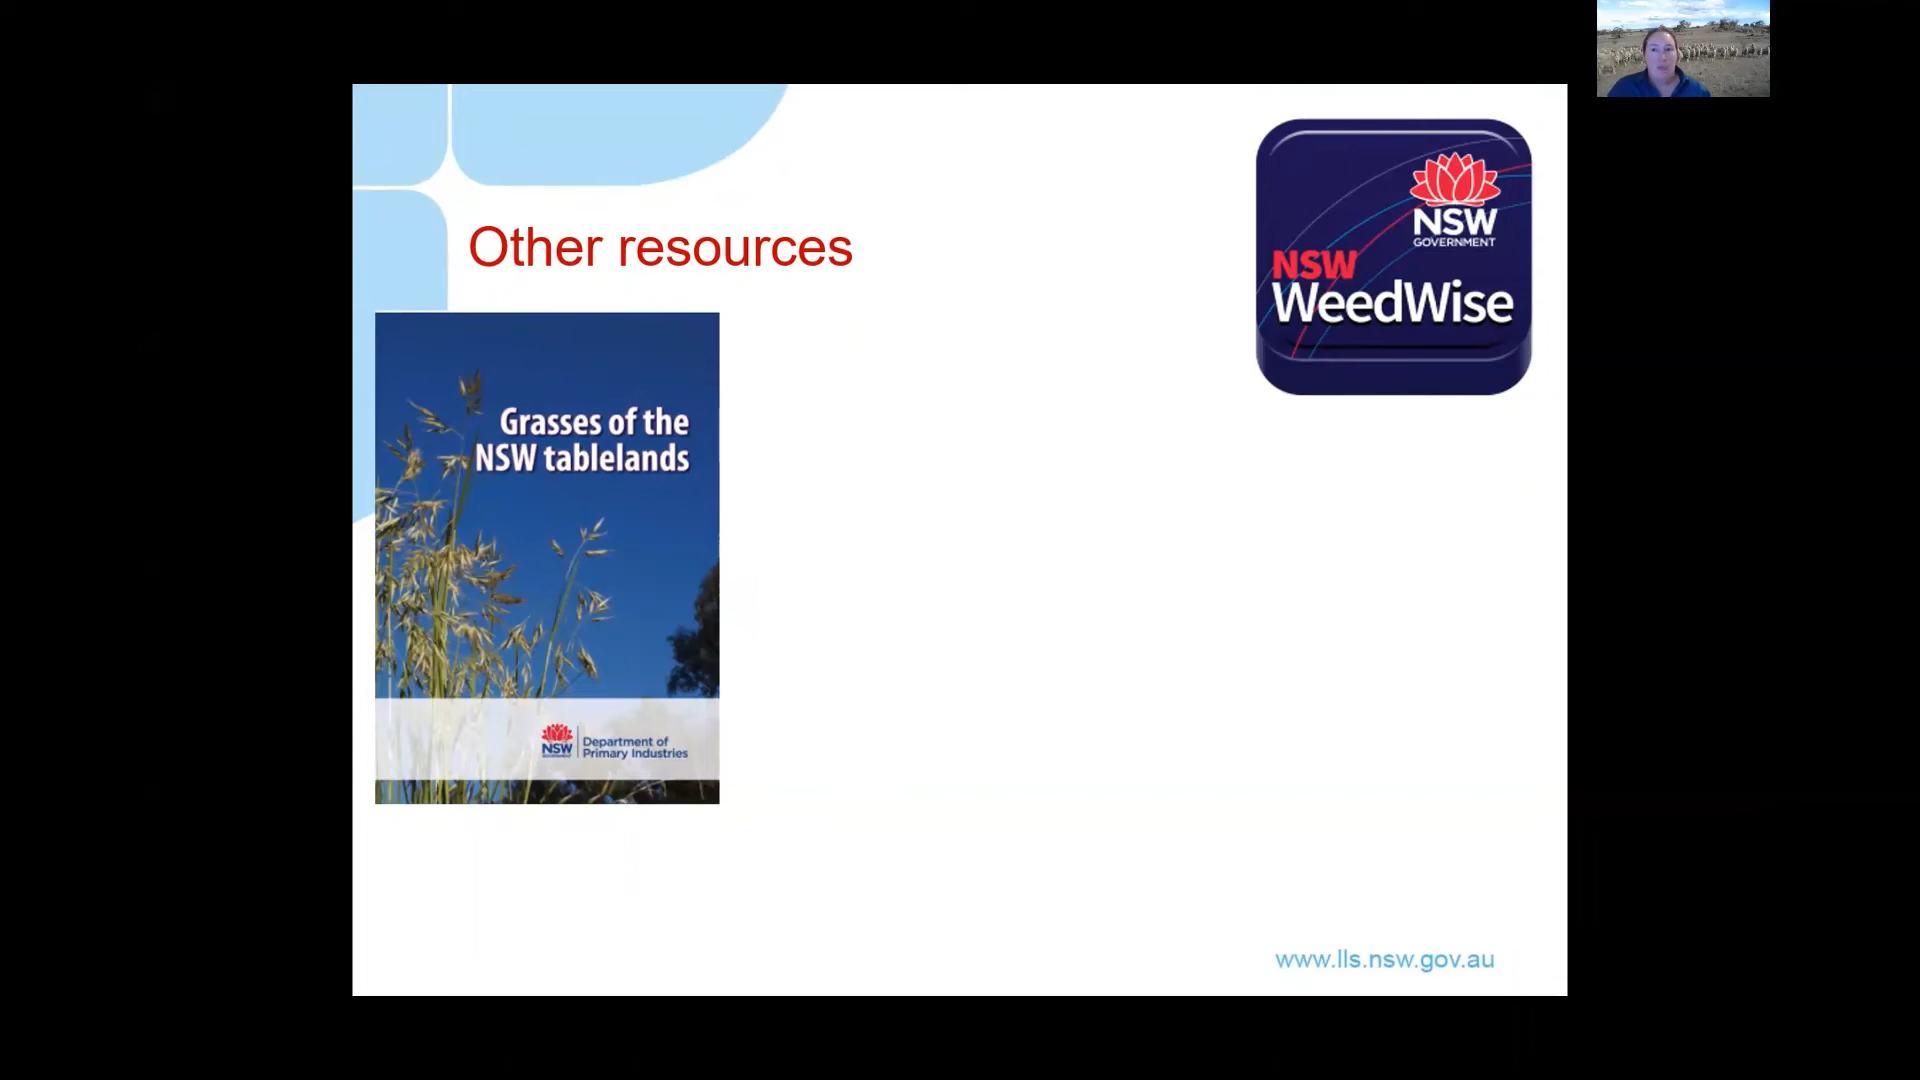 NSW
GOVERNMENT
NSW
WeedWise
Other resources
Grasses of the
NSW tablelands
NSW
GOVERNMENT
Department of
Primary Industries
www.lls.nsw.gov.au